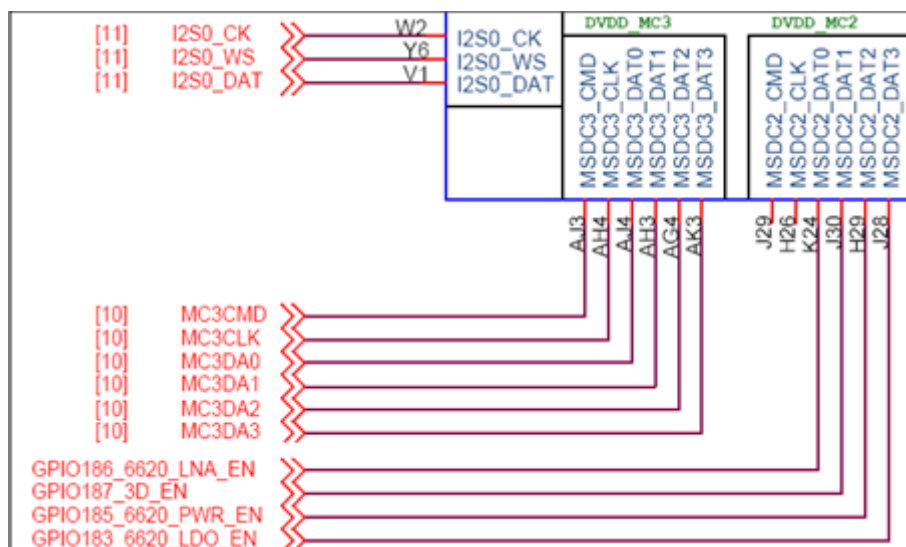 DVDD_MC3 DVDD_MC2
[11] I2S0_CK W2 I2S0_CK
[11] I2S0_WS Y6 I2S0_WS
[11] I2S0_DAT V1 I2S0_DAT
MSDC3_CMD
MSDC3_CLK
MSDC3_DAT0
MSDC3_DAT1
MSDC3_DAT2
MSDC3_DAT3
MSDC2_CMD
MSDC2_CLK
MSDC2_DAT0
MSDC2_DAT1
MSDC2_DAT2
MSDC2_DAT3
AJ3
AH4
AJ4
AH3
AG4
AK3
J29
H26
K24
J30
H29
J28
[10] MC3CMD
[10] MC3CLK
[10] MC3DA0
[10] MC3DA1
[10] MC3DA2
[10] MC3DA3
GPIO186_6620_LNA_EN
GPIO187_3D_EN
GPIO185_6620_PWR_EN
GPIO183_6620_LDO_EN